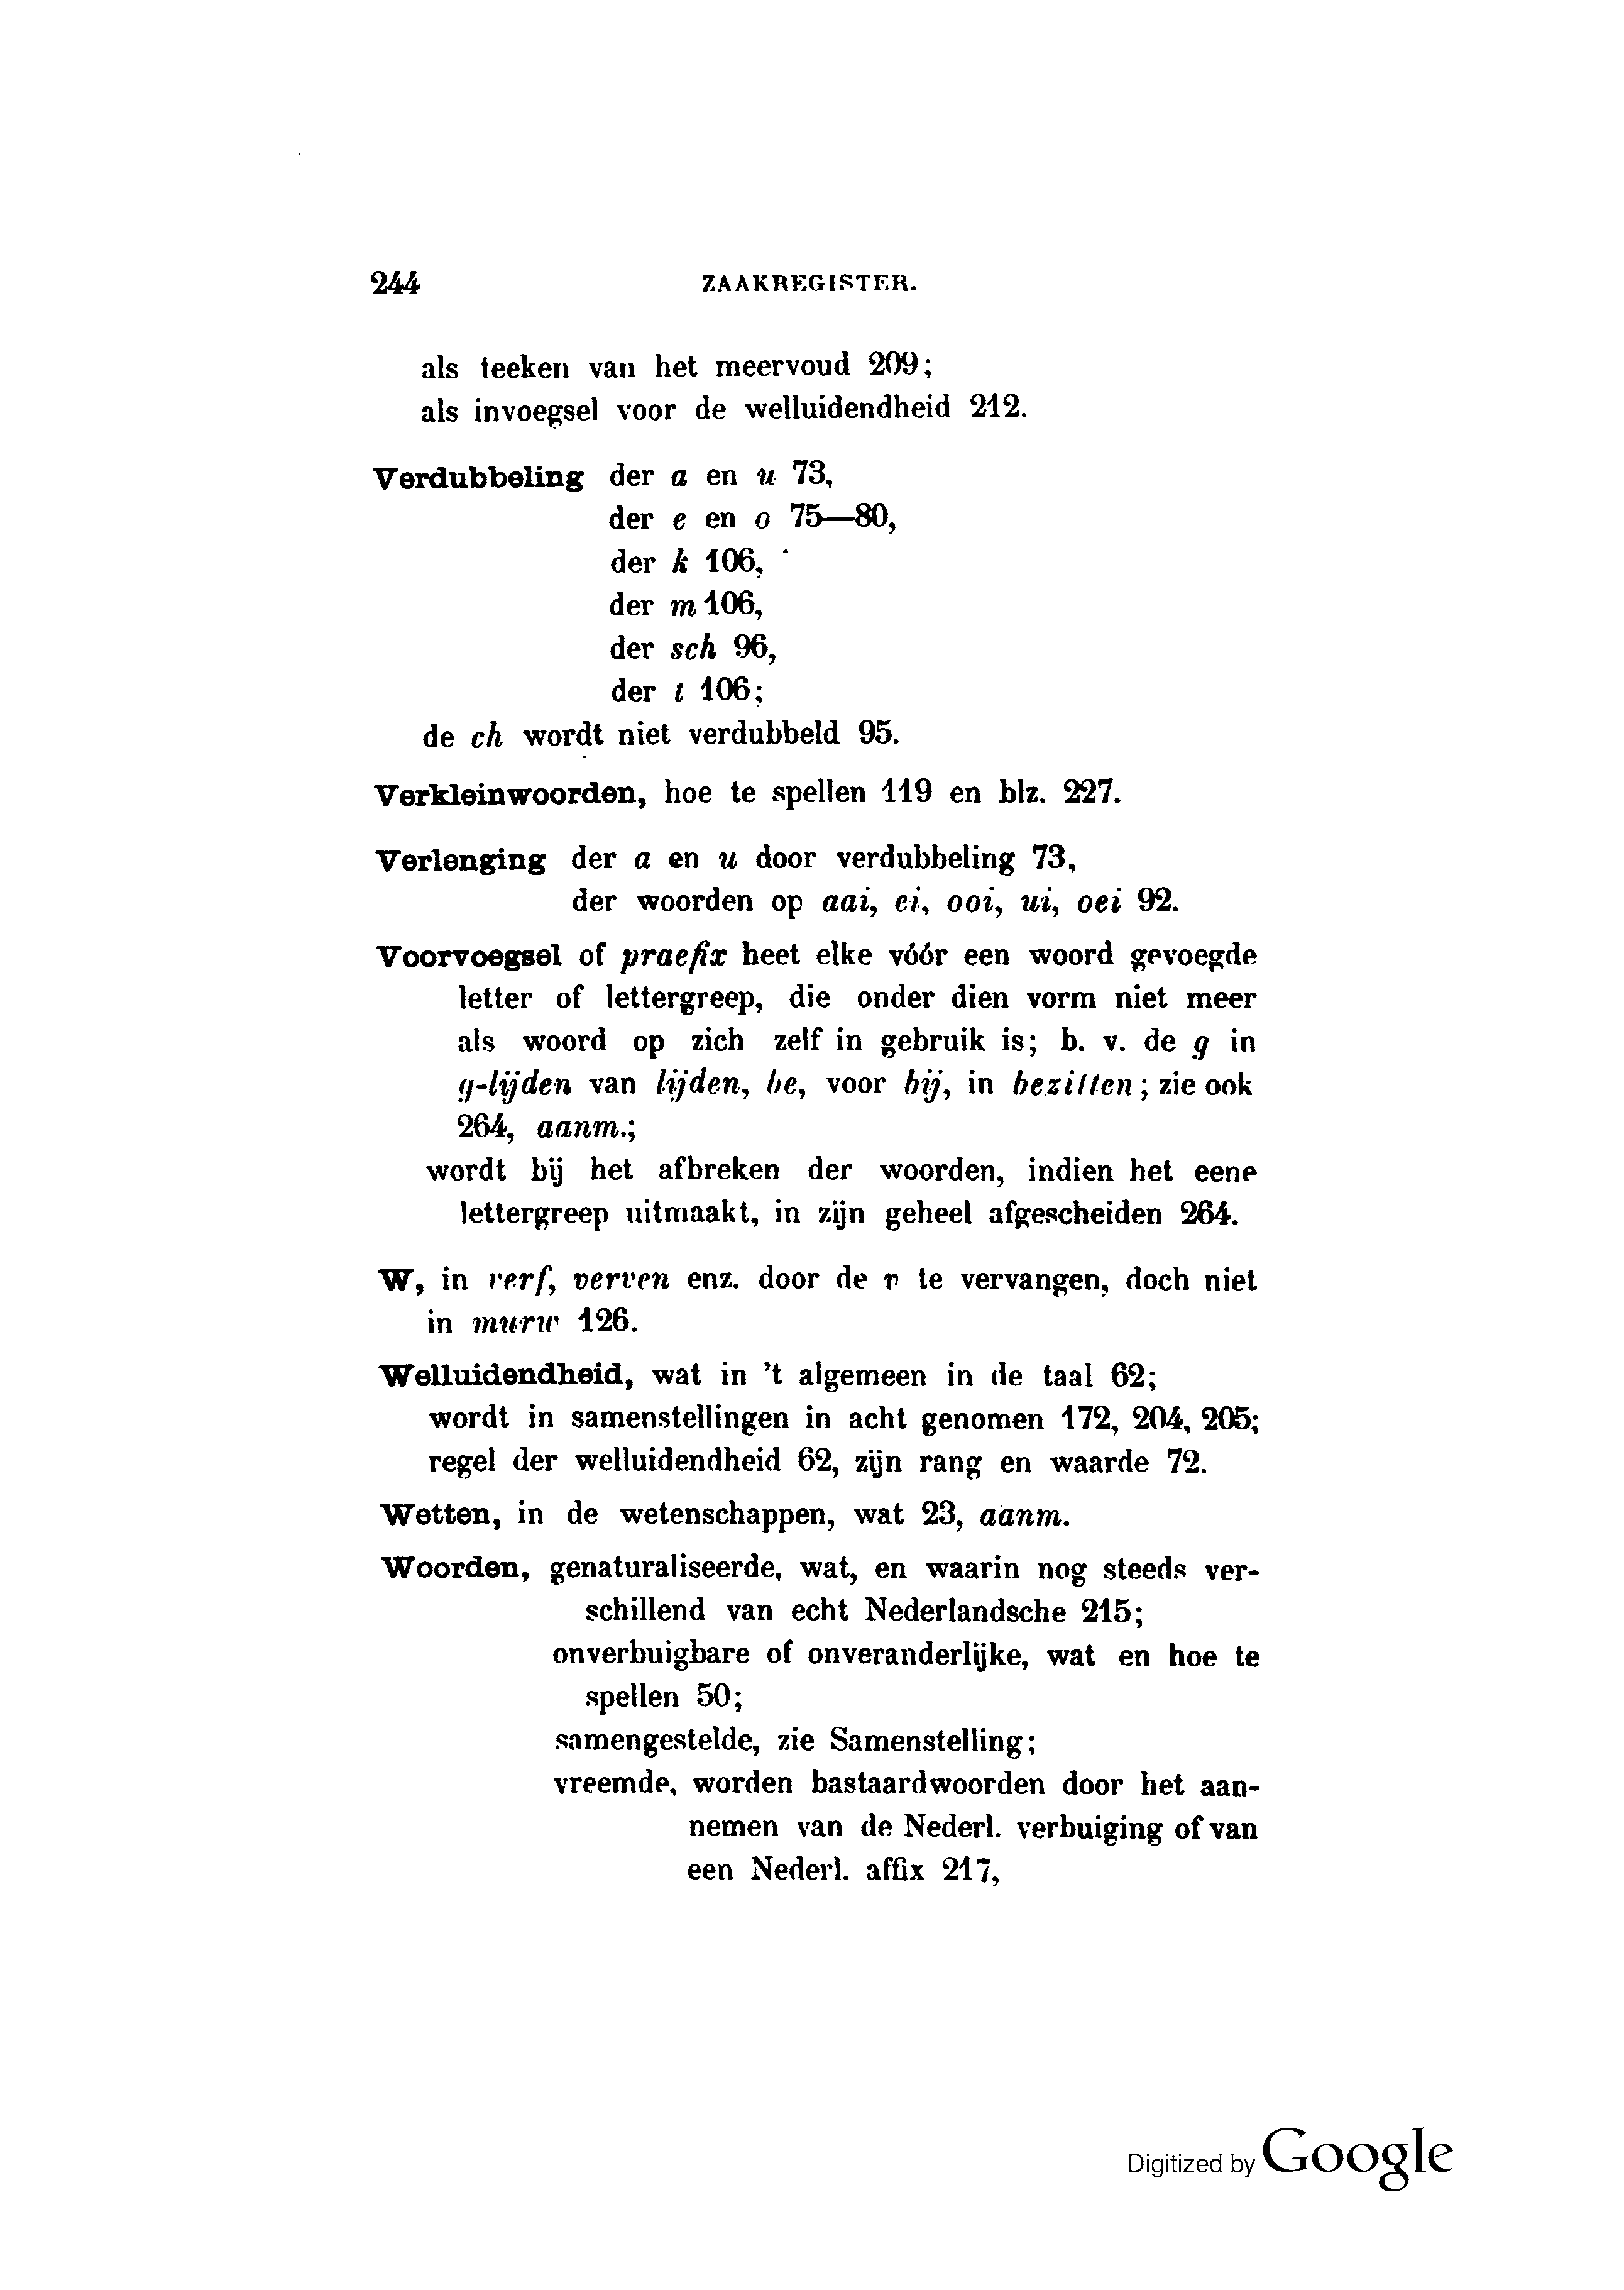 244 ZAAKREGISTER.
als teeken van het meervoud 209;
als invoegsel voor de welluidendheid 212.
Verdubbeling der a en u 73,
der e en o 75—80,
der k 106,
der m 106,
der sch 96,
der t 106;
de ch wordt niet verdubbeld 95.
Verkleinwoorden, hoe te spellen 119 en blz. 227.
Verlenging der a en u door verdubbeling 73,
der woorden op aai, ei, ooi, ui, oei 92.
Voorvoegsel of praefix heet elke vóór een woord gevoegde
letter of lettergreep, die onder dien vorm niet meer
als woord op zich zelf in gebruik is; b. v. de g in
g-lijden van lijden, be, voor bij, in bezitten; zie ook
264, aanm.;
wordt bij het afbreken der woorden, indien het eene
lettergreep uitmaakt, in zijn geheel afgescheiden 264.
W, in verf, verven enz. door de v te vervangen, doch niet
in murw 126.
Welluidendheid, wat in 't algemeen in de taal 62;
wordt in samenstellingen in acht genomen 172, 204, 205;
regel der welluidendheid 62, zijn rang en waarde 72.
Wetten, in de wetenschappen, wat 23, aanm.
Woorden, genaturaliseerde, wat, en waarin nog steeds ver-
schillend van echt Nederlandsche 215;
onverbuigbare of onveranderlijke, wat en hoe te
spellen 50;
samengestelde, zie Samenstelling;
vreemde, worden bastaardwoorden door het aan-
nemen van de Nederl. verbuiging of van
een Nederl. affix 217,
Digitized by Google